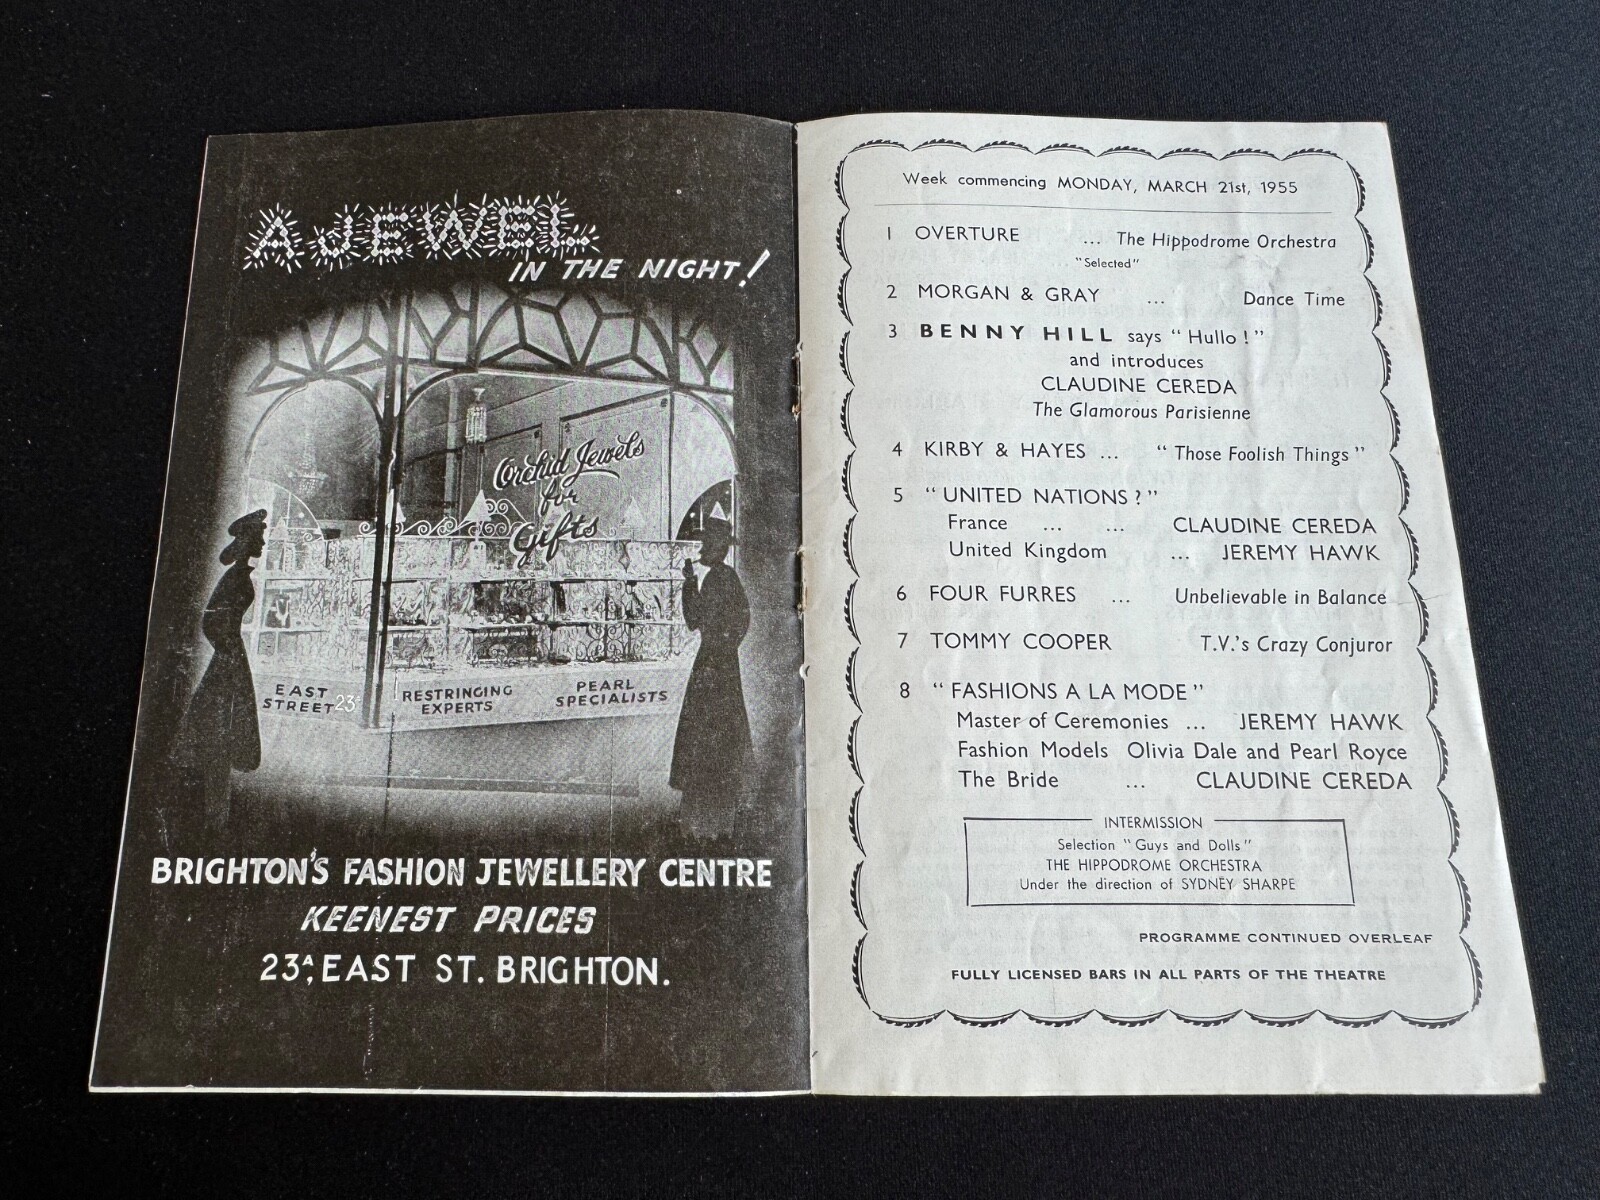 A JEWEL
IN THE NIGHT!
Orchid Jewels
for
Gifts
EAST
STREET 23A
RESTRINGING
EXPERTS
PEARL
SPECIALISTS
BRIGHTON'S FASHION JEWELLERY CENTRE
KEENEST PRICES
23A, EAST ST. BRIGHTON.
Week commencing MONDAY, MARCH 21st, 1955
1 OVERTURE ... The Hippodrome Orchestra
"Selected"
2 MORGAN & GRAY ... Dance Time
3 BENNY HILL says "Hullo!"
and introduces
CLAUDINE CEREDA
The Glamorous Parisienne
4 KIRBY & HAYES ... "Those Foolish Things"
5 "UNITED NATIONS?"
France ... ... CLAUDINE CEREDA
United Kingdom ... JEREMY HAWK
6 FOUR FURRES ... Unbelievable in Balance
7 TOMMY COOPER T.V.'s Crazy Conjuror
8 "FASHIONS A LA MODE"
Master of Ceremonies ... JEREMY HAWK
Fashion Models Olivia Dale and Pearl Royce
The Bride ... CLAUDINE CEREDA
INTERMISSION
Selection "Guys and Dolls"
THE HIPPODROME ORCHESTRA
Under the direction of SYDNEY SHARPE
PROGRAMME CONTINUED OVERLEAF
FULLY LICENSED BARS IN ALL PARTS OF THE THEATRE